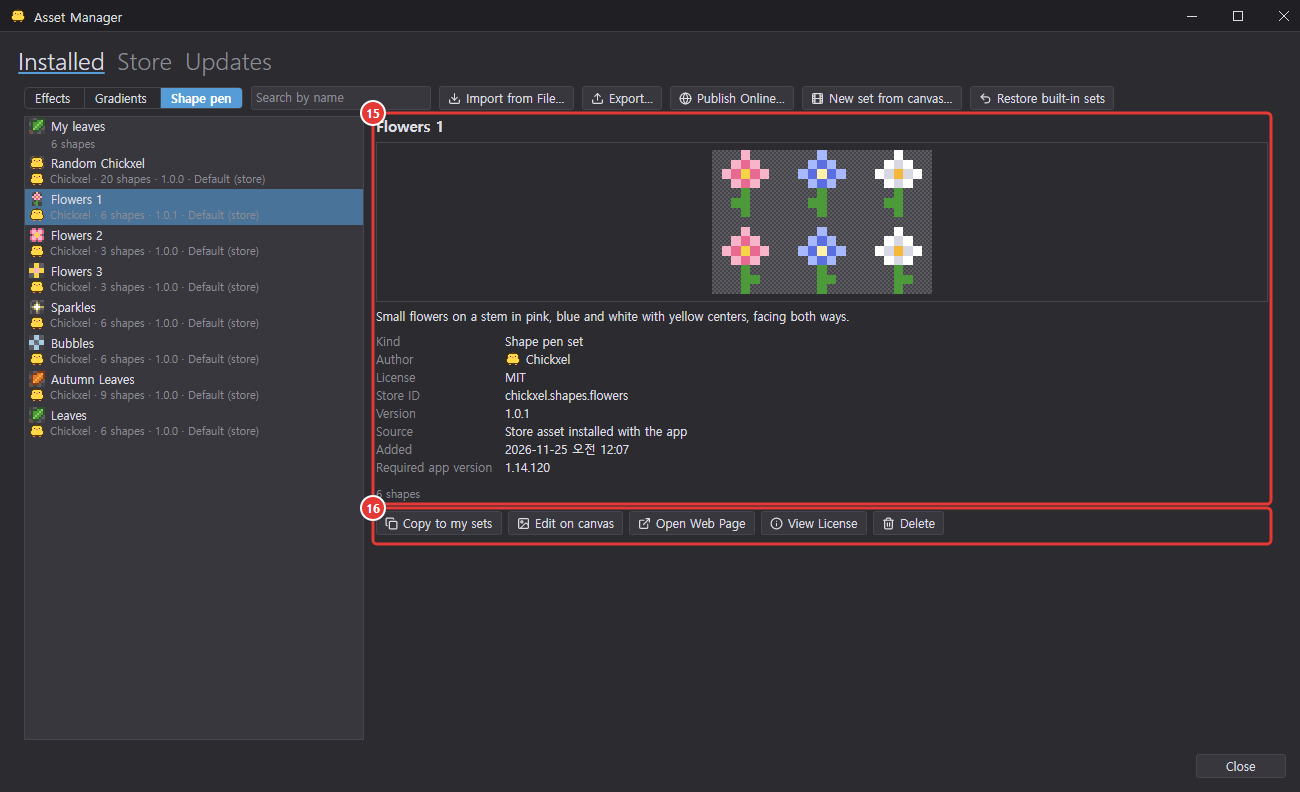 Asset Manager
Installed Store Updates
Effects Gradients Shape pen Search by name Import from File... Export... Publish Online... New set from canvas... Restore built-in sets
15
My leaves
6 shapes
Random Chickxel
Chickxel · 20 shapes · 1.0.0 · Default (store)
Flowers 1
Chickxel · 6 shapes · 1.0.1 · Default (store)
Flowers 2
Chickxel · 3 shapes · 1.0.0 · Default (store)
Flowers 3
Chickxel · 3 shapes · 1.0.0 · Default (store)
Sparkles
Chickxel · 6 shapes · 1.0.0 · Default (store)
Bubbles
Chickxel · 6 shapes · 1.0.0 · Default (store)
Autumn Leaves
Chickxel · 9 shapes · 1.0.0 · Default (store)
Leaves
Chickxel · 6 shapes · 1.0.0 · Default (store)
Flowers 1
Small flowers on a stem in pink, blue and white with yellow centers, facing both ways.
Kind Shape pen set
Author Chickxel
License MIT
Store ID chickxel.shapes.flowers
Version 1.0.1
Source Store asset installed with the app
Added 2026-11-25 오전 12:07
Required app version 1.14.120
6 shapes
16
Copy to my sets Edit on canvas Open Web Page View License Delete
Close